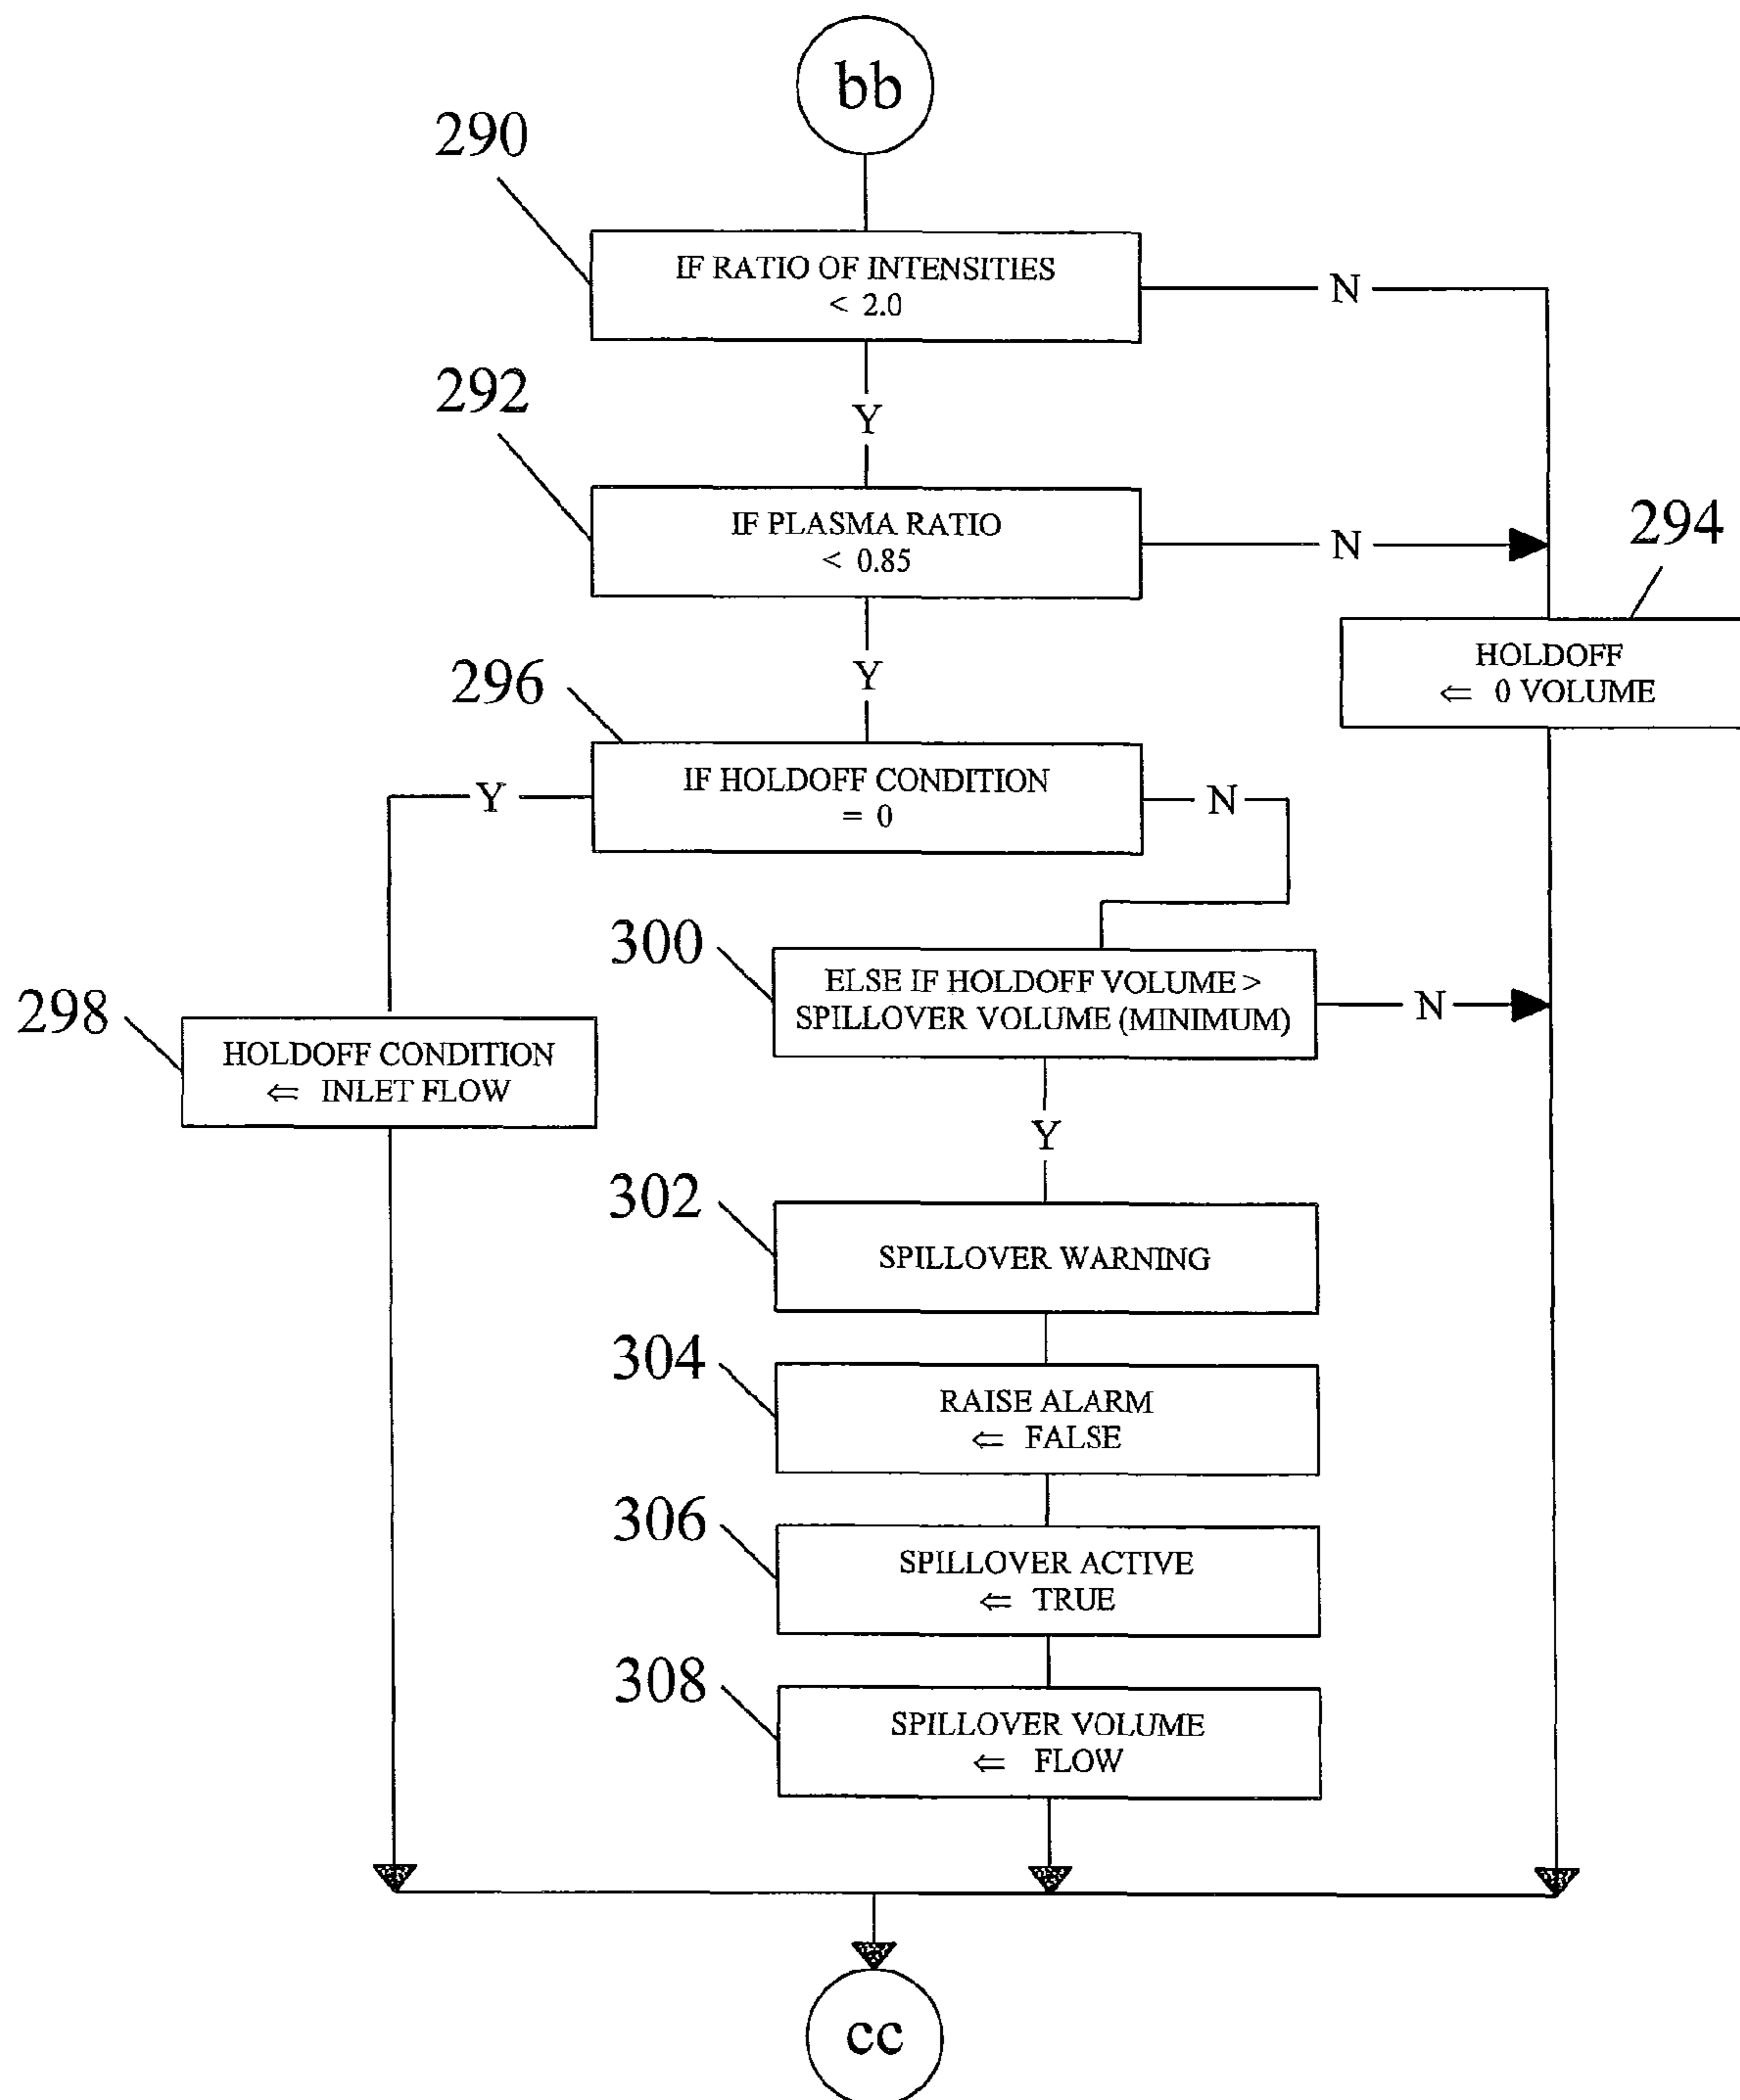 bb
290
IF RATIO OF INTENSITIES
< 2.0
N
Y
292
IF PLASMA RATIO
< 0.85
N
294
HOLDOFF
⇐ 0 VOLUME
Y
296
IF HOLDOFF CONDITION
= 0
Y
N
300
ELSE IF HOLDOFF VOLUME >
SPILLOVER VOLUME (MINIMUM)
N
298
HOLDOFF CONDITION
⇐ INLET FLOW
Y
302
SPILLOVER WARNING
304
RAISE ALARM
⇐ FALSE
306
SPILLOVER ACTIVE
⇐ TRUE
308
SPILLOVER VOLUME
⇐ FLOW
cc